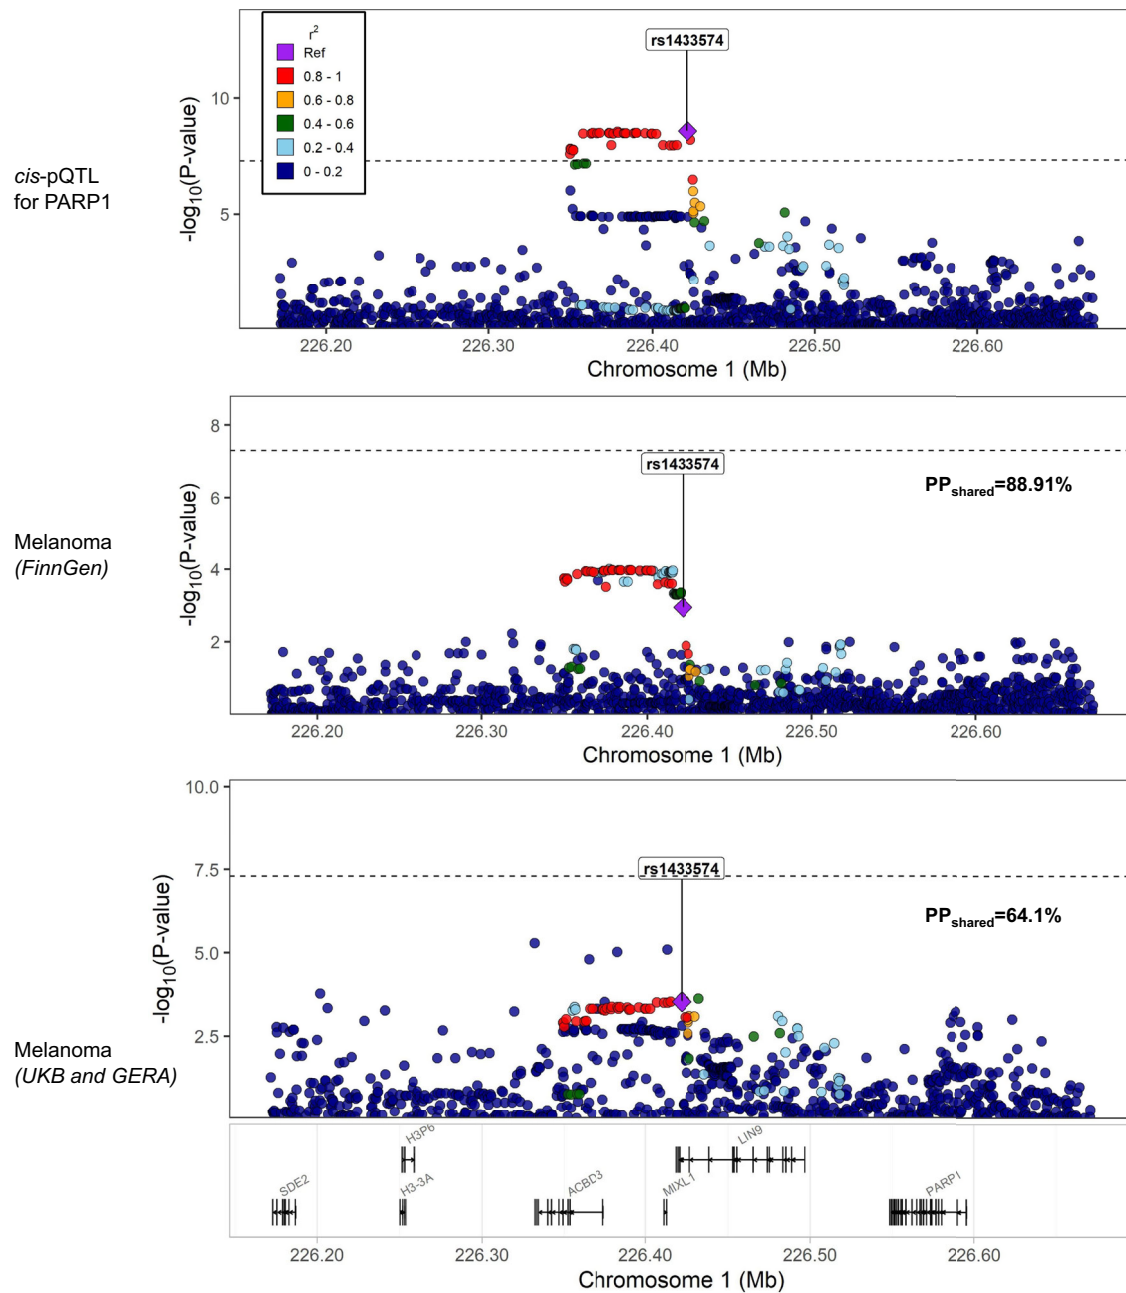 r²
Ref
0.8 - 1
0.6 - 0.8
0.4 - 0.6
0.2 - 0.4
0 - 0.2
rs1433574
10
5
-log₁₀(P-value)
cis-pQTL
for PARP1
226.20 226.30 226.40 226.50 226.60
Chromosome 1 (Mb)
8
6
4
2
-log₁₀(P-value)
rs1433574
PPshared=88.91%
Melanoma
(FinnGen)
226.20 226.30 226.40 226.50 226.60
Chromosome 1 (Mb)
10.0
7.5
5.0
2.5
-log₁₀(P-value)
rs1433574
PPshared=64.1%
Melanoma
(UKB and GERA)
H3P6 LIN9
SDE2 H3-3A ACBD3 MIXL1 PARP1
226.20 226.30 226.40 226.50 226.60
Chromosome 1 (Mb)